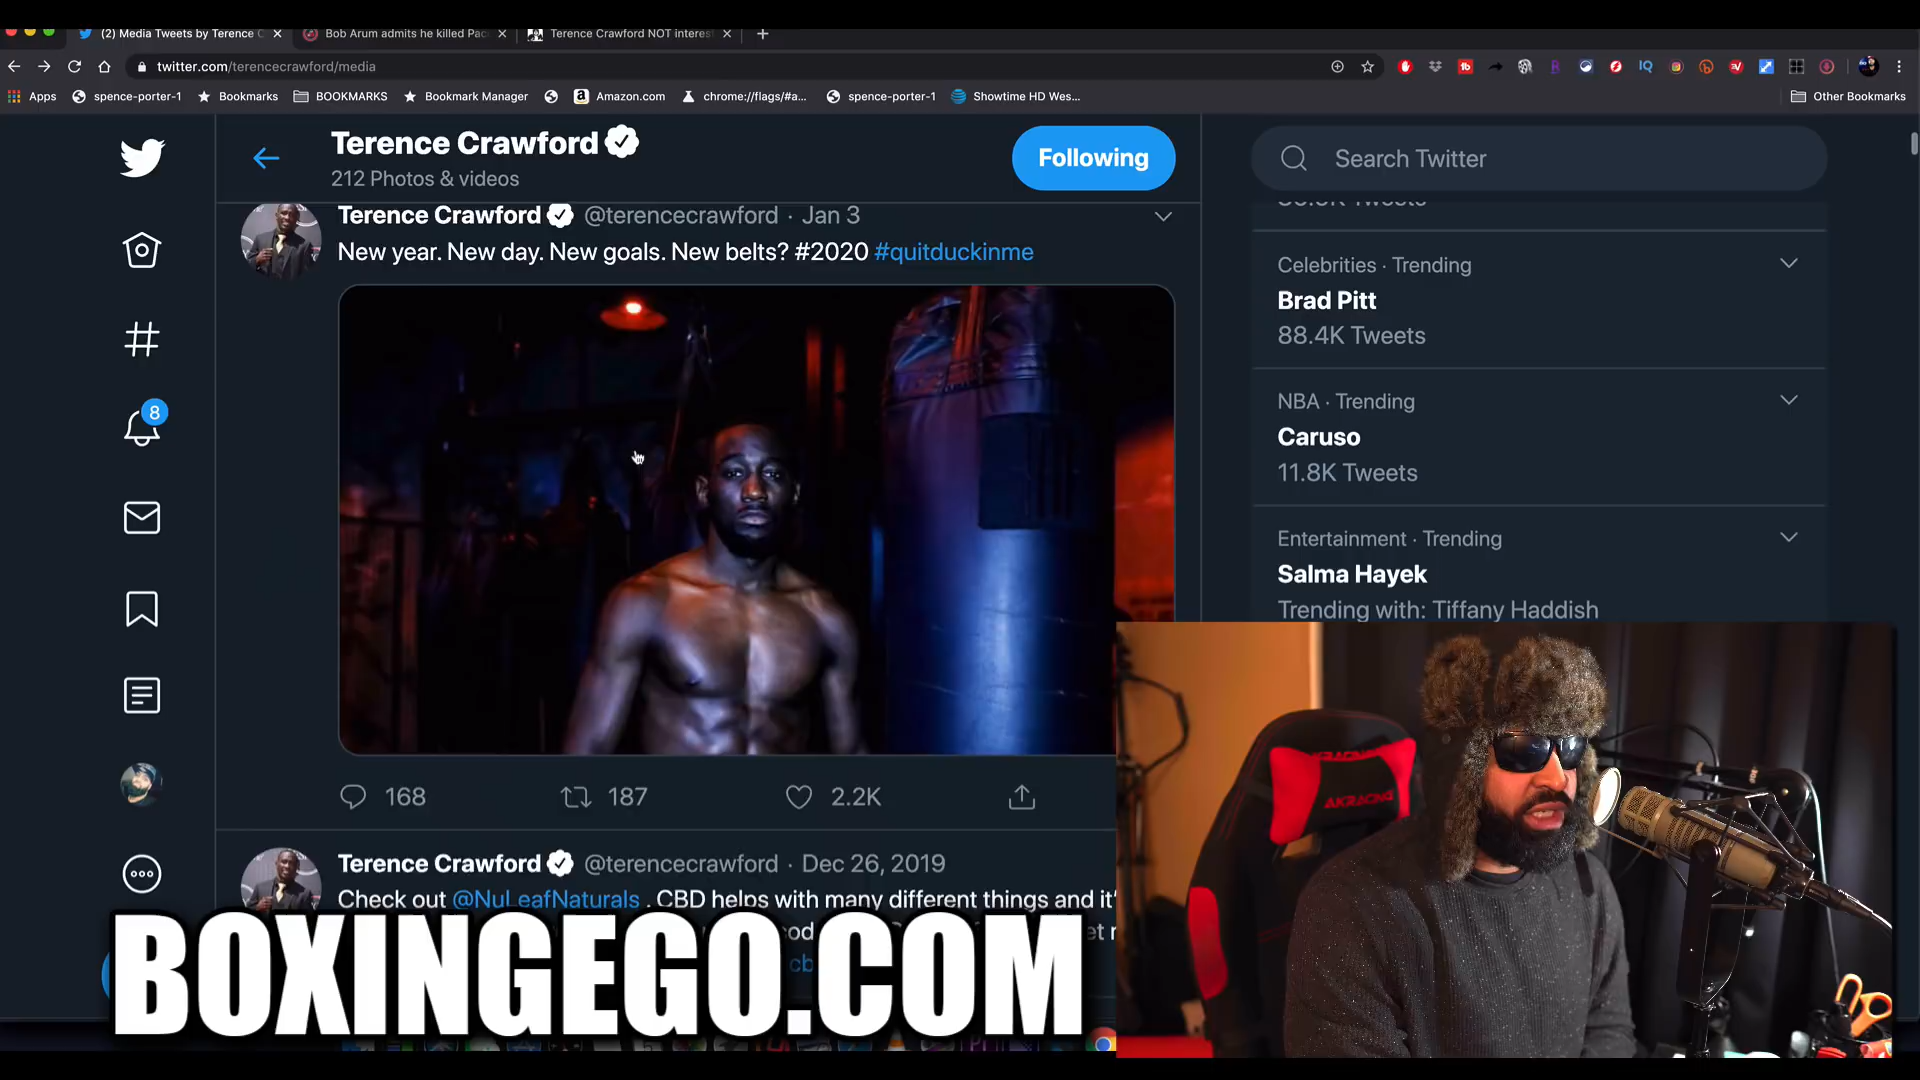 (2) Media Tweets by Terence C
Bob Arum admits he killed Pac
Terence Crawford NOT interes
twitter.com/terencecrawford/media
Apps
spence-porter-1
Bookmarks
BOOKMARKS
Bookmark Manager
Amazon.com
chrome://flags/#a...
spence-porter-1
Showtime HD Wes...
Other Bookmarks
Terence Crawford
212 Photos & videos
Following
Search Twitter
Terence Crawford @terencecrawford · Jan 3
New year. New day. New goals. New belts? #2020 #quitduckinme
168
187
2.2K
8
Terence Crawford @terencecrawford · Dec 26, 2019
Check out @NuLeafNaturals . CBD helps with many different things and it'
Celebrities · Trending
Brad Pitt
88.4K Tweets
NBA · Trending
Caruso
11.8K Tweets
Entertainment · Trending
Salma Hayek
Trending with: Tiffany Haddish
AKRACING
BOXINGEGO.COM